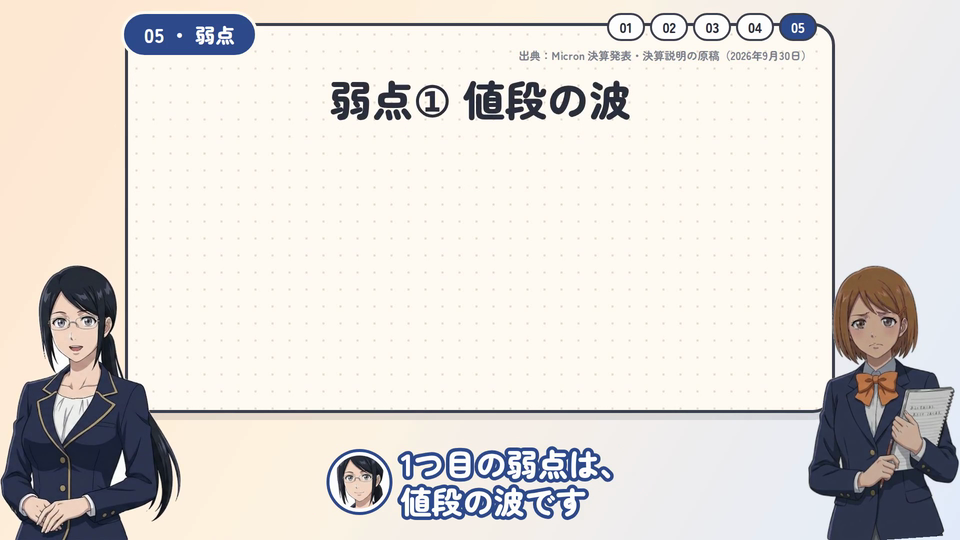 05 ・ 弱点
01 02 03 04 05
出典：Micron 決算発表・決算説明の原稿（2026年9月30日）
弱点① 値段の波
1つ目の弱点は、
値段の波です